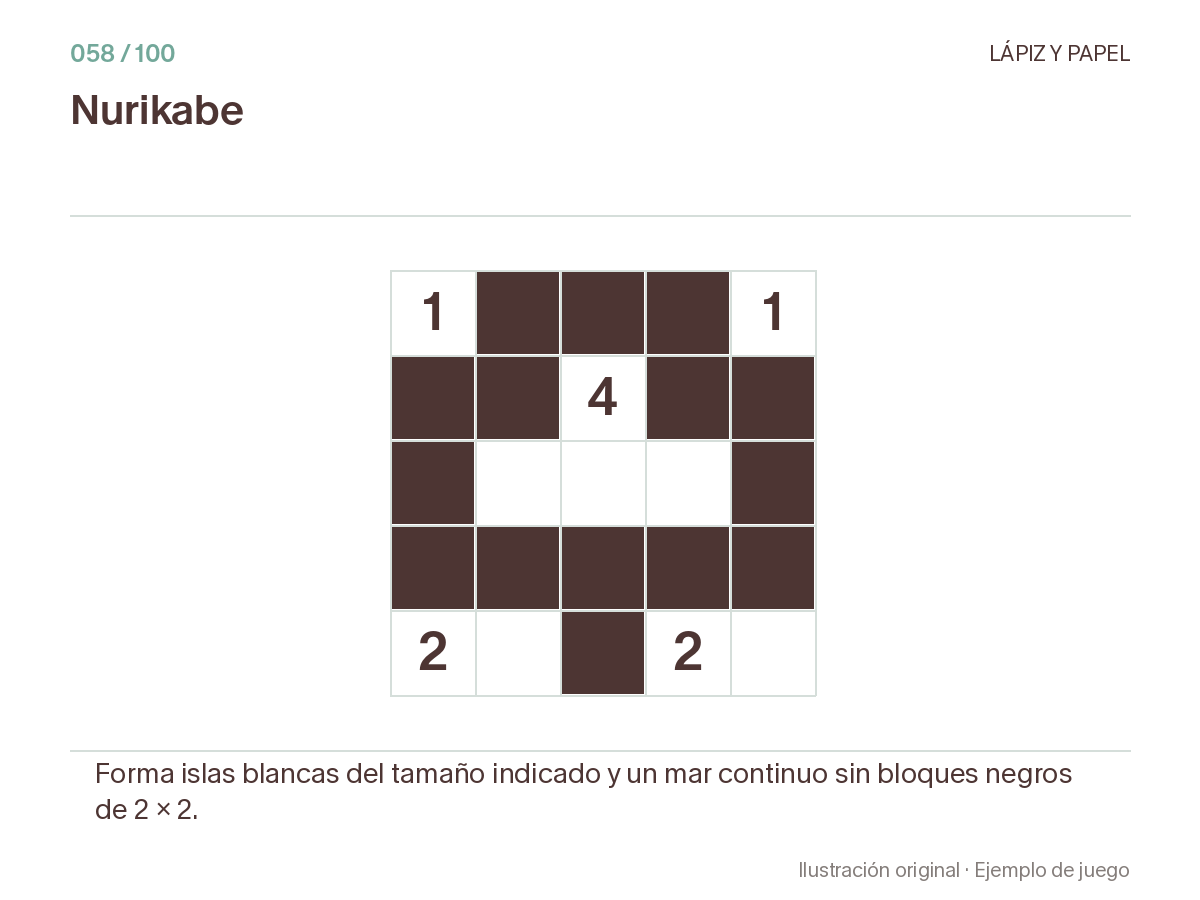 058 / 100
LÁPIZ Y PAPEL
Nurikabe
1 1
4
2 2
Forma islas blancas del tamaño indicado y un mar continuo sin bloques negros
de 2 × 2.
Ilustración original · Ejemplo de juego